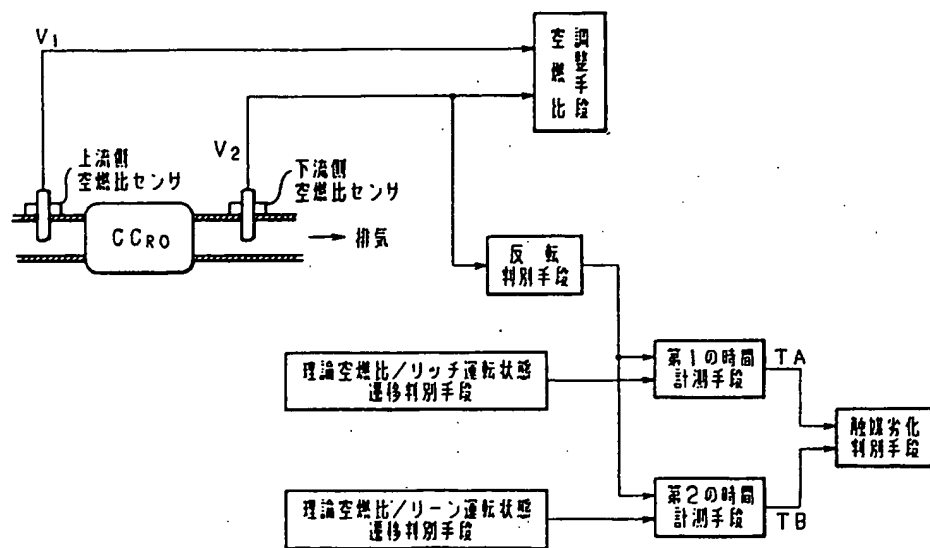 V1
空燃比
調整手段
V2
上流側
空燃比センサ
下流側
空燃比センサ
CCRO
排気
反転
判別手段
理論空燃比/リッチ運転状態
遷移判別手段
第1の時間
計測手段
TA
触媒劣化
判別手段
理論空燃比/リーン運転状態
遷移判別手段
第2の時間
計測手段
TB